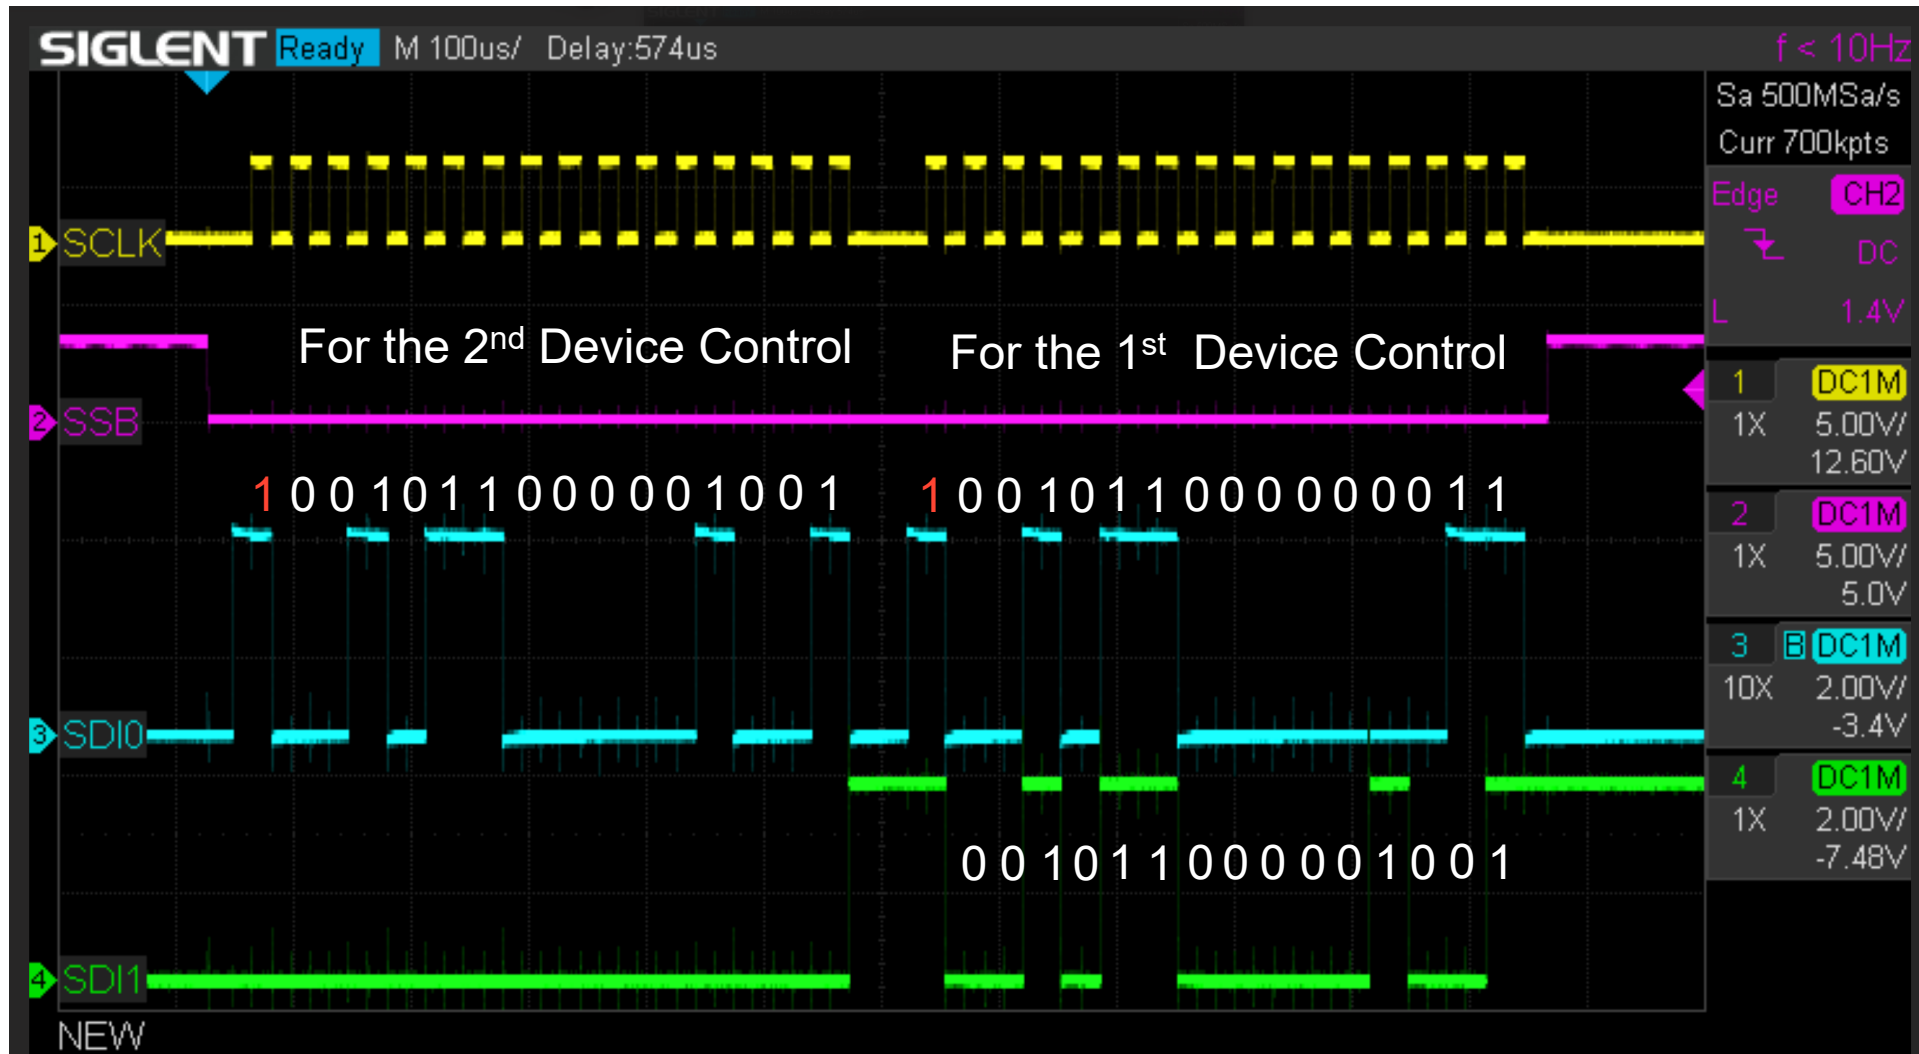 SIGLENT Ready M 100us/ Delay:574us f < 10Hz
Sa 500MSa/s
Curr 700kpts
Edge CH2
DC
L 1.4V
1 DC1M
1X 5.00V/
12.60V
2 DC1M
1X 5.00V/
5.0V
3 B DC1M
10X 2.00V/
-3.4V
4 DC1M
1X 2.00V/
-7.48V
1 SCLK
For the 2nd Device Control
For the 1st Device Control
2 SSB
1 0 0 1 0 1 1 0 0 0 0 0 1 0 0 1
1 0 0 1 0 1 1 0 0 0 0 0 0 0 1 1
3 SDI0
0 0 1 0 1 1 0 0 0 0 0 1 0 0 1
4 SDI1
NEW